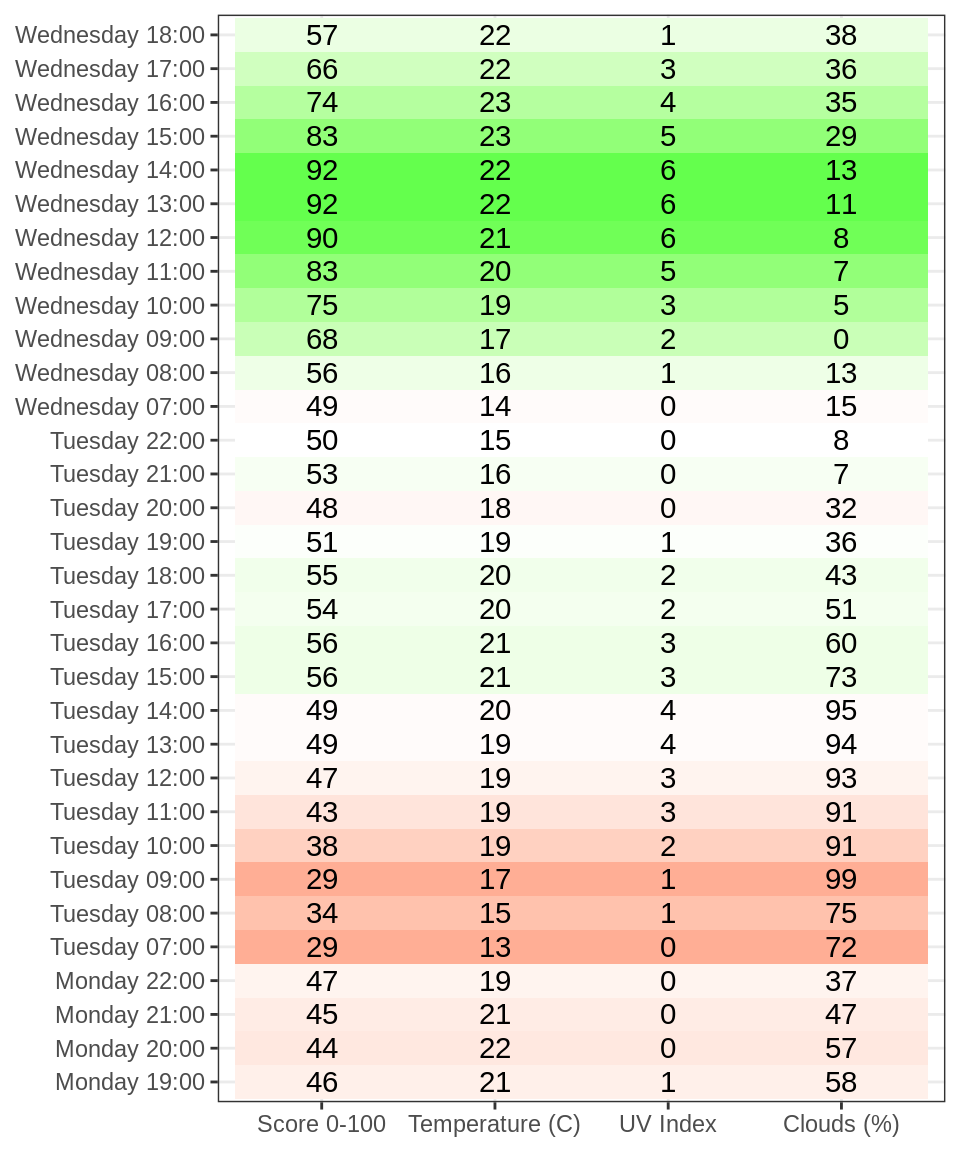 Wednesday 18:00 57 22 1 38
Wednesday 17:00 66 22 3 36
Wednesday 16:00 74 23 4 35
Wednesday 15:00 83 23 5 29
Wednesday 14:00 92 22 6 13
Wednesday 13:00 92 22 6 11
Wednesday 12:00 90 21 6 8
Wednesday 11:00 83 20 5 7
Wednesday 10:00 75 19 3 5
Wednesday 09:00 68 17 2 0
Wednesday 08:00 56 16 1 13
Wednesday 07:00 49 14 0 15
Tuesday 22:00 50 15 0 8
Tuesday 21:00 53 16 0 7
Tuesday 20:00 48 18 0 32
Tuesday 19:00 51 19 1 36
Tuesday 18:00 55 20 2 43
Tuesday 17:00 54 20 2 51
Tuesday 16:00 56 21 3 60
Tuesday 15:00 56 21 3 73
Tuesday 14:00 49 20 4 95
Tuesday 13:00 49 19 4 94
Tuesday 12:00 47 19 3 93
Tuesday 11:00 43 19 3 91
Tuesday 10:00 38 19 2 91
Tuesday 09:00 29 17 1 99
Tuesday 08:00 34 15 1 75
Tuesday 07:00 29 13 0 72
Monday 22:00 47 19 0 37
Monday 21:00 45 21 0 47
Monday 20:00 44 22 0 57
Monday 19:00 46 21 1 58
Score 0-100 Temperature (C) UV Index Clouds (%)